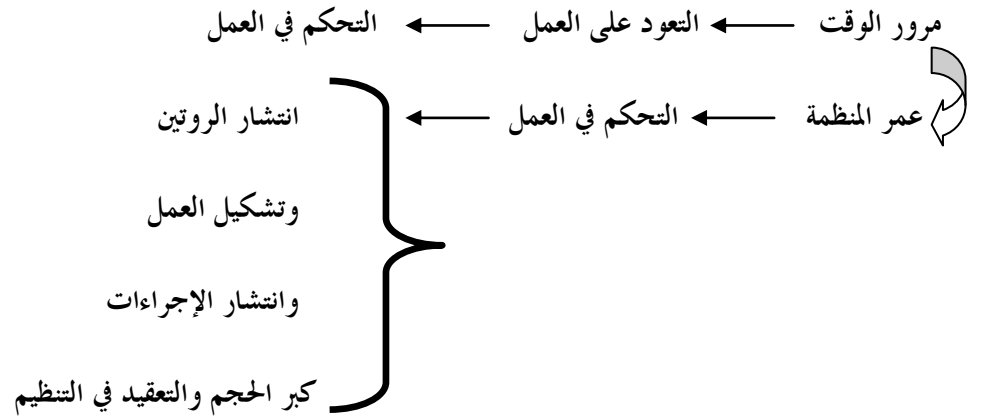 مرور الوقت التعود على العمل التحكم في العمل
عمر المنظمة التحكم في العمل انتشار الروتين
وتشكيل العمل
وانتشار الإجراءات
كبر الحجم والتعقيد في التنظيم